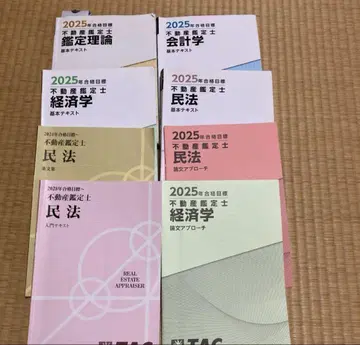 2025年合格目標
不動産鑑定士
鑑定理論
基本テキスト
2025年合格目標
不動産鑑定士
会計学
基本テキスト
2025年合格目標
不動産鑑定士
経済学
基本テキスト
2025年合格目標
不動産鑑定士
民法
基本テキスト
2024年合格目標
不動産鑑定士
民法
2025年合格目標
不動産鑑定士
民法
論文アプローチ
不動産鑑定士
民法
入門テキスト
REAL
ESTATE
APPRAISER
2025年合格目標
不動産鑑定士
経済学
論文アプローチ
TAC